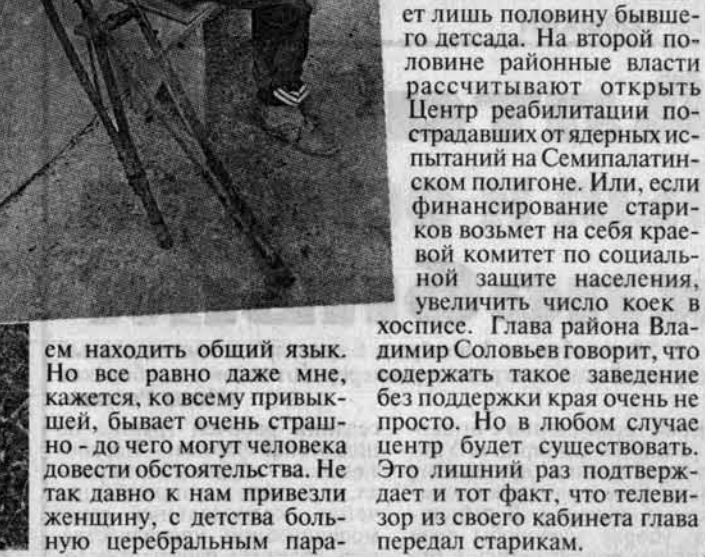 ем находить общий язык.
Но все равно даже мне,
кажется, ко всему привык-
шей, бывает очень страш-
но - до чего могут человека
довести обстоятельства. Не
так давно к нам привезли
женщину, с детства боль-
ную церебральным пара-
ет лишь половину бывше-
го детсада. На второй по-
ловине районные власти
рассчитывают открыть
Центр реабилитации по-
страдавших от ядерных ис-
пытаний на Семипалатин-
ском полигоне. Или, если
финансирование стари-
ков возьмет на себя крае-
вой комитет по социаль-
ной защите населения,
увеличить число коек в
хосписе. Глава района Вла-
димир Соловьев говорит, что
содержать такое заведение
без поддержки края очень не
просто. Но в любом случае
центр будет существовать.
Это лишний раз подтверж-
дает и тот факт, что телеви-
зор из своего кабинета глава
передал старикам.